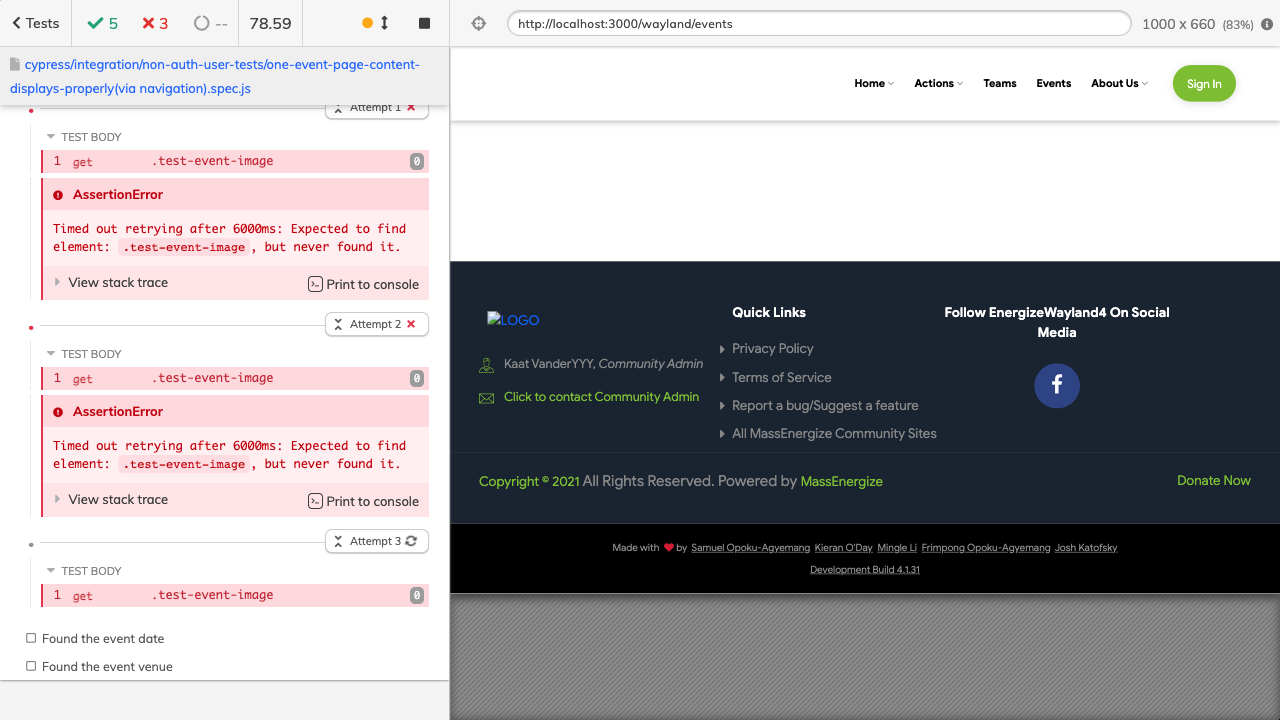 Tests
5
3
--
78.59
http://localhost:3000/wayland/events
1000 x 660 (83%)
cypress/integration/non-auth-user-tests/one-event-page-content-
displays-properly(via navigation).spec.js
Attempt 1
TEST BODY
1 get .test-event-image 0
AssertionError
Timed out retrying after 6000ms: Expected to find
element: .test-event-image, but never found it.
View stack trace
Print to console
Attempt 2
TEST BODY
1 get .test-event-image 0
AssertionError
Timed out retrying after 6000ms: Expected to find
element: .test-event-image, but never found it.
View stack trace
Print to console
Attempt 3
TEST BODY
1 get .test-event-image 0
Found the event date
Found the event venue
Home
Actions
Teams
Events
About Us
Sign In
LOGO
Kaat VanderYYY, Community Admin
Click to contact Community Admin
Quick Links
Privacy Policy
Terms of Service
Report a bug/Suggest a feature
All MassEnergize Community Sites
Follow EnergizeWayland4 On Social
Media
Copyright © 2021 All Rights Reserved. Powered by MassEnergize
Donate Now
Made with by Samuel Opoku-Agyemang Kieran O'Day Mingle Li Frimpong Opoku-Agyemang Josh Katofsky
Development Build 4.1.31